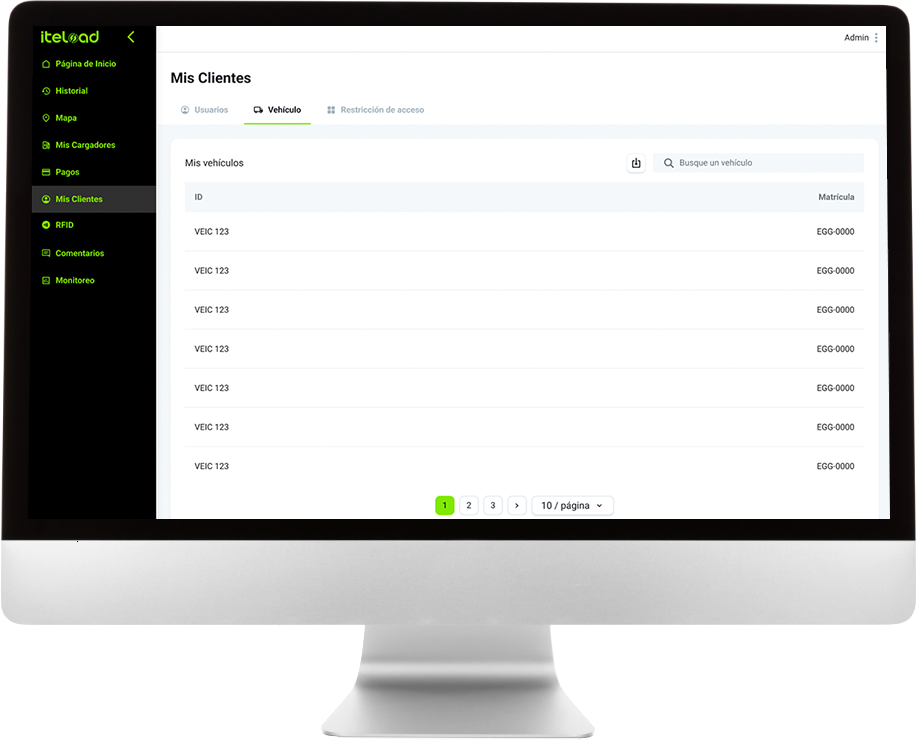 iteload
Admin
Página de Inicio
Historial
Mapa
Mis Cargadores
Pagos
Mis Clientes
RFID
Comentarios
Monitoreo
Mis Clientes
Usuarios
Vehículo
Restricción de acceso
Mis vehículos
Busque un vehículo
ID Matrícula
VEIC 123 EGG-0000
VEIC 123 EGG-0000
VEIC 123 EGG-0000
VEIC 123 EGG-0000
VEIC 123 EGG-0000
VEIC 123 EGG-0000
VEIC 123 EGG-0000
1 2 3 > 10 / página